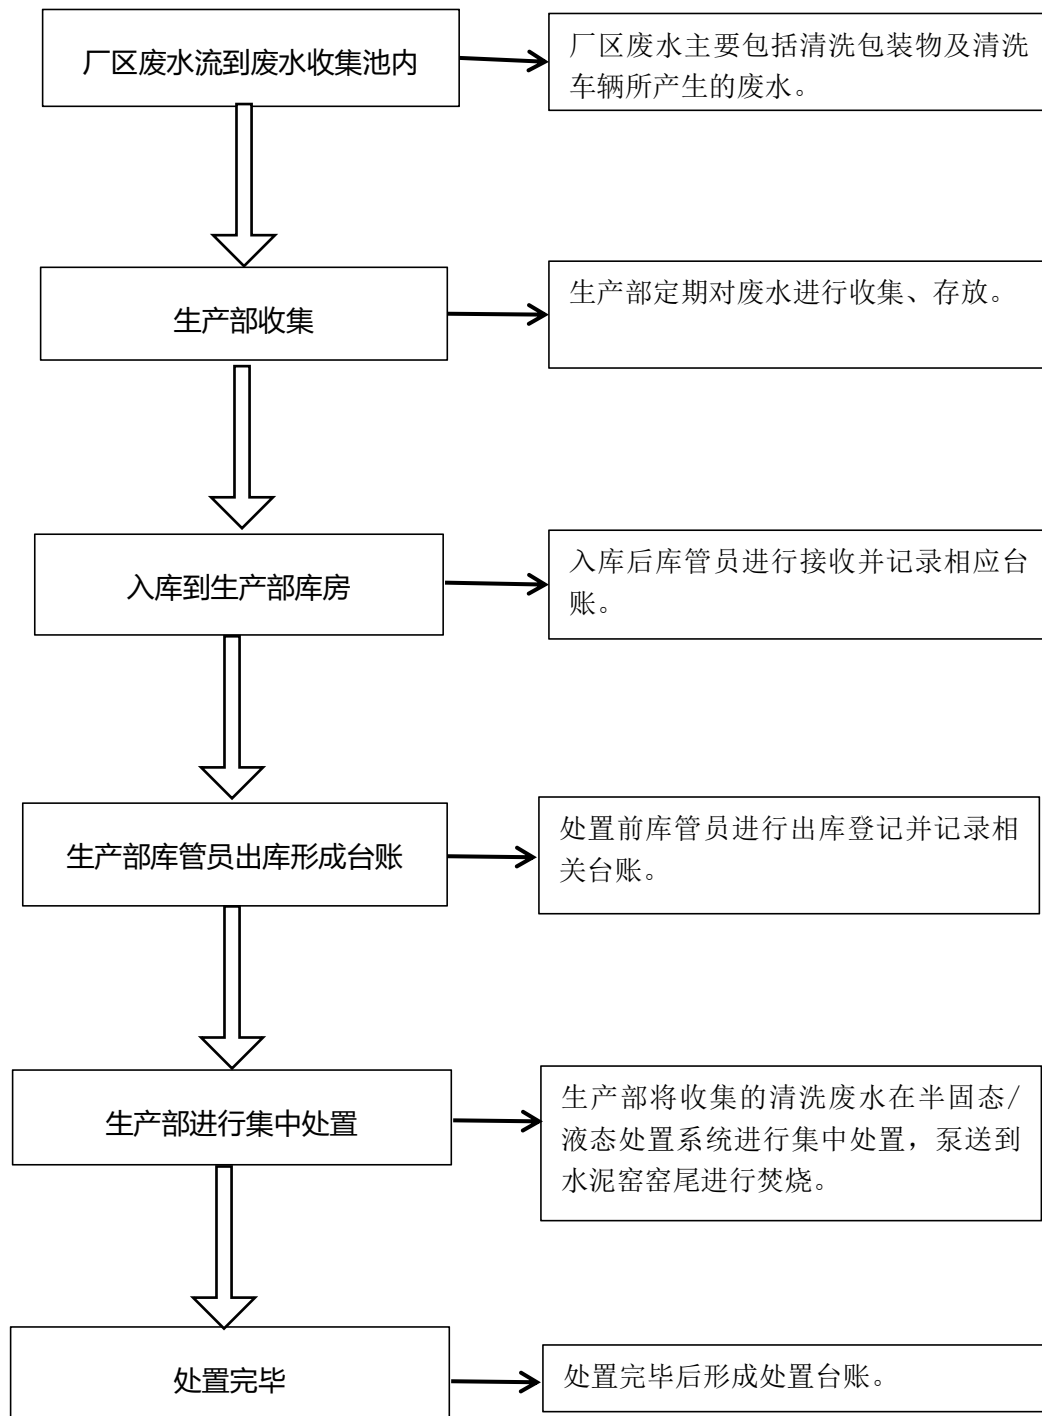 厂区废水流到废水收集池内
厂区废水主要包括清洗包装物及清洗
车辆所产生的废水。
生产部收集
生产部定期对废水进行收集、存放。
入库到生产部库房
入库后库管员进行接收并记录相应台
账。
生产部库管员出库形成台账
处置前库管员进行出库登记并记录相
关台账。
生产部进行集中处置
生产部将收集的清洗废水在半固态/
液态处置系统进行集中处置，泵送到
水泥窑窑尾进行焚烧。
处置完毕
处置完毕后形成处置台账。